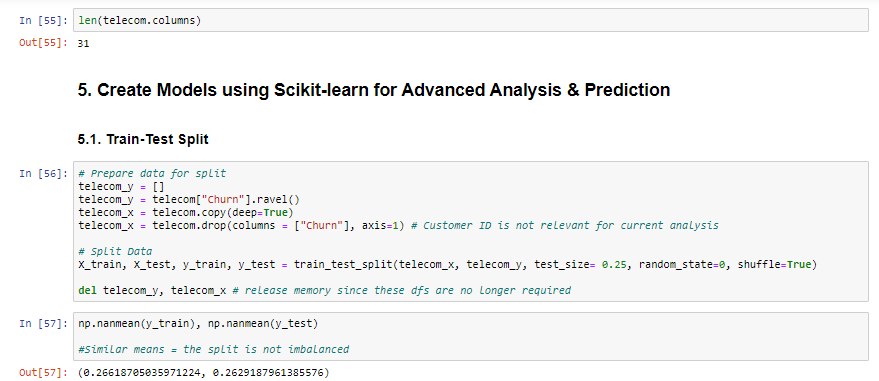 In [55]: len(telecom.columns)
Out[55]: 31
5. Create Models using Scikit-learn for Advanced Analysis & Prediction
5.1. Train-Test Split
In [56]: # Prepare data for split
telecom_y = []
telecom_y = telecom["Churn"].ravel()
telecom_x = telecom.copy(deep=True)
telecom_x = telecom.drop(columns = ["Churn"], axis=1) # Customer ID is not relevant for current analysis
# Split Data
X_train, X_test, y_train, y_test = train_test_split(telecom_x, telecom_y, test_size= 0.25, random_state=0, shuffle=True)
del telecom_y, telecom_x # release memory since these dfs are no longer required
In [57]: np.nanmean(y_train), np.nanmean(y_test)
#Similar means = the split is not imbalanced
Out[57]: (0.26618705035971224, 0.2629187961385576)